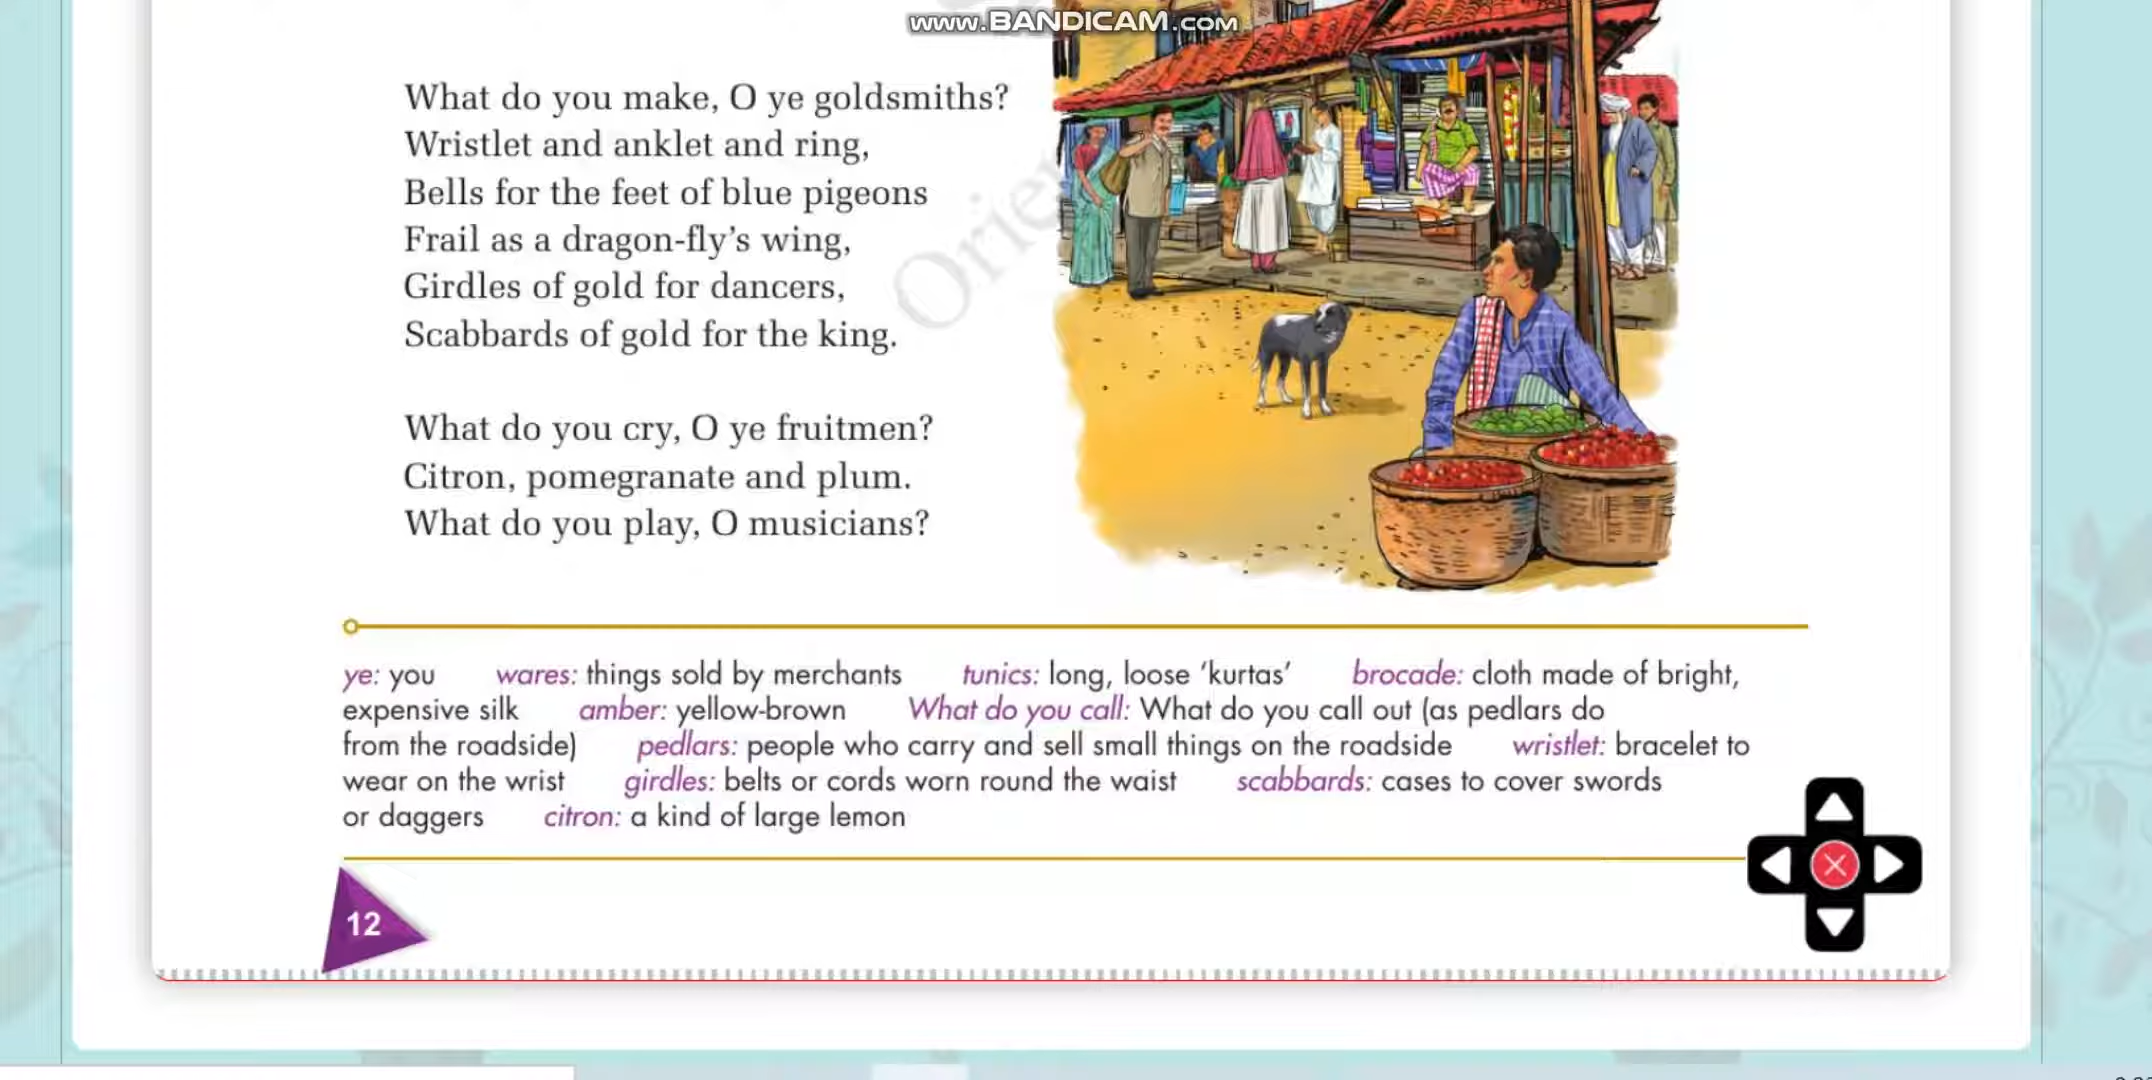 www.BANDICAM.com
What do you make, O ye goldsmiths?
Wristlet and anklet and ring,
Bells for the feet of blue pigeons
Frail as a dragon-fly’s wing,
Girdles of gold for dancers,
Scabbards of gold for the king.
What do you cry, O ye fruitmen?
Citron, pomegranate and plum.
What do you play, O musicians?
ye: you wares: things sold by merchants tunics: long, loose ‘kurtas’ brocade: cloth made of bright,
expensive silk amber: yellow-brown What do you call: What do you call out (as pedlars do
from the roadside) pedlars: people who carry and sell small things on the roadside wristlet: bracelet to
wear on the wrist girdles: belts or cords worn round the waist scabbards: cases to cover swords
or daggers citron: a kind of large lemon
12